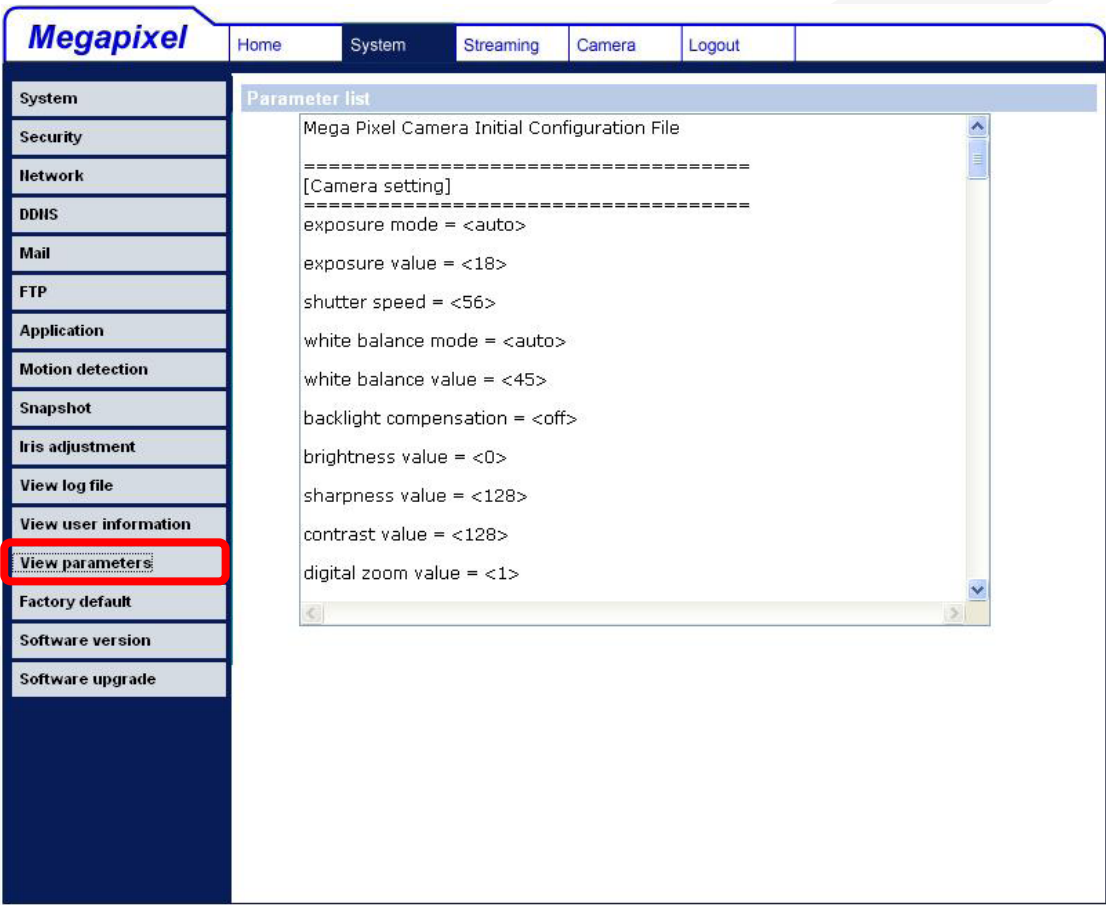 Megapixel
Home
System
Streaming
Camera
Logout
System
Security
Network
DDNS
Mail
FTP
Application
Motion detection
Snapshot
Iris adjustment
View log file
View user information
View parameters
Factory default
Software version
Software upgrade
Parameter list
Mega Pixel Camera Initial Configuration File
====================================
[Camera setting]
====================================
exposure mode = <auto>
exposure value = <18>
shutter speed = <56>
white balance mode = <auto>
white balance value = <45>
backlight compensation = <off>
brightness value = <0>
sharpness value = <128>
contrast value = <128>
digital zoom value = <1>